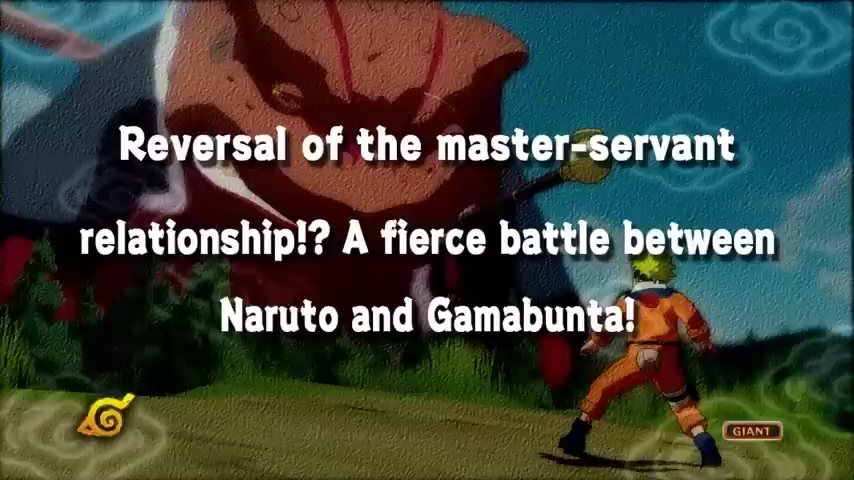 Reversal of the master-servant
relationship!? A fierce battle between
Naruto and Gamabunta!
GIANT